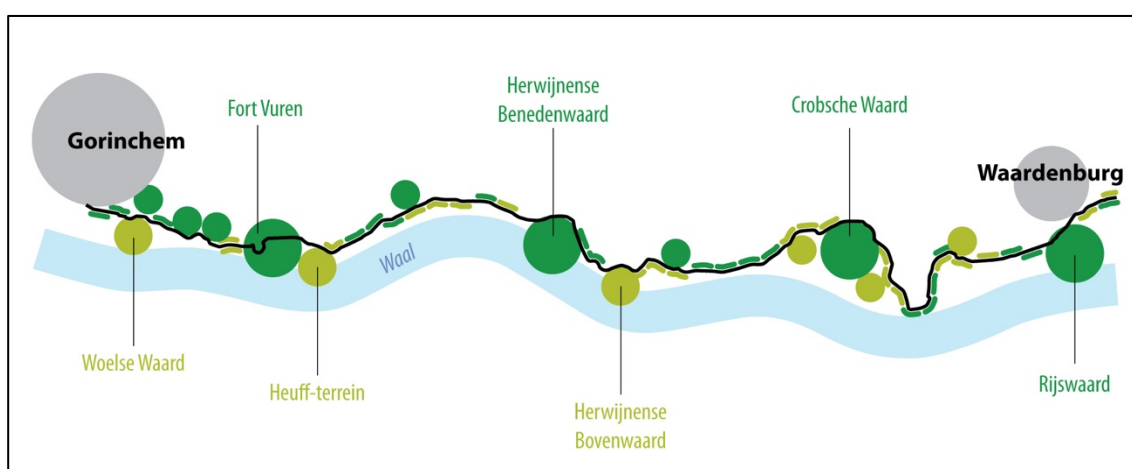 Fort Vuren
Herwijnense
Benedenwaard
Crobsche Waard
Gorinchem
Waardenburg
Waal
Woelse Waard
Heuff-terrein
Herwijnense
Bovenwaard
Rijswaard